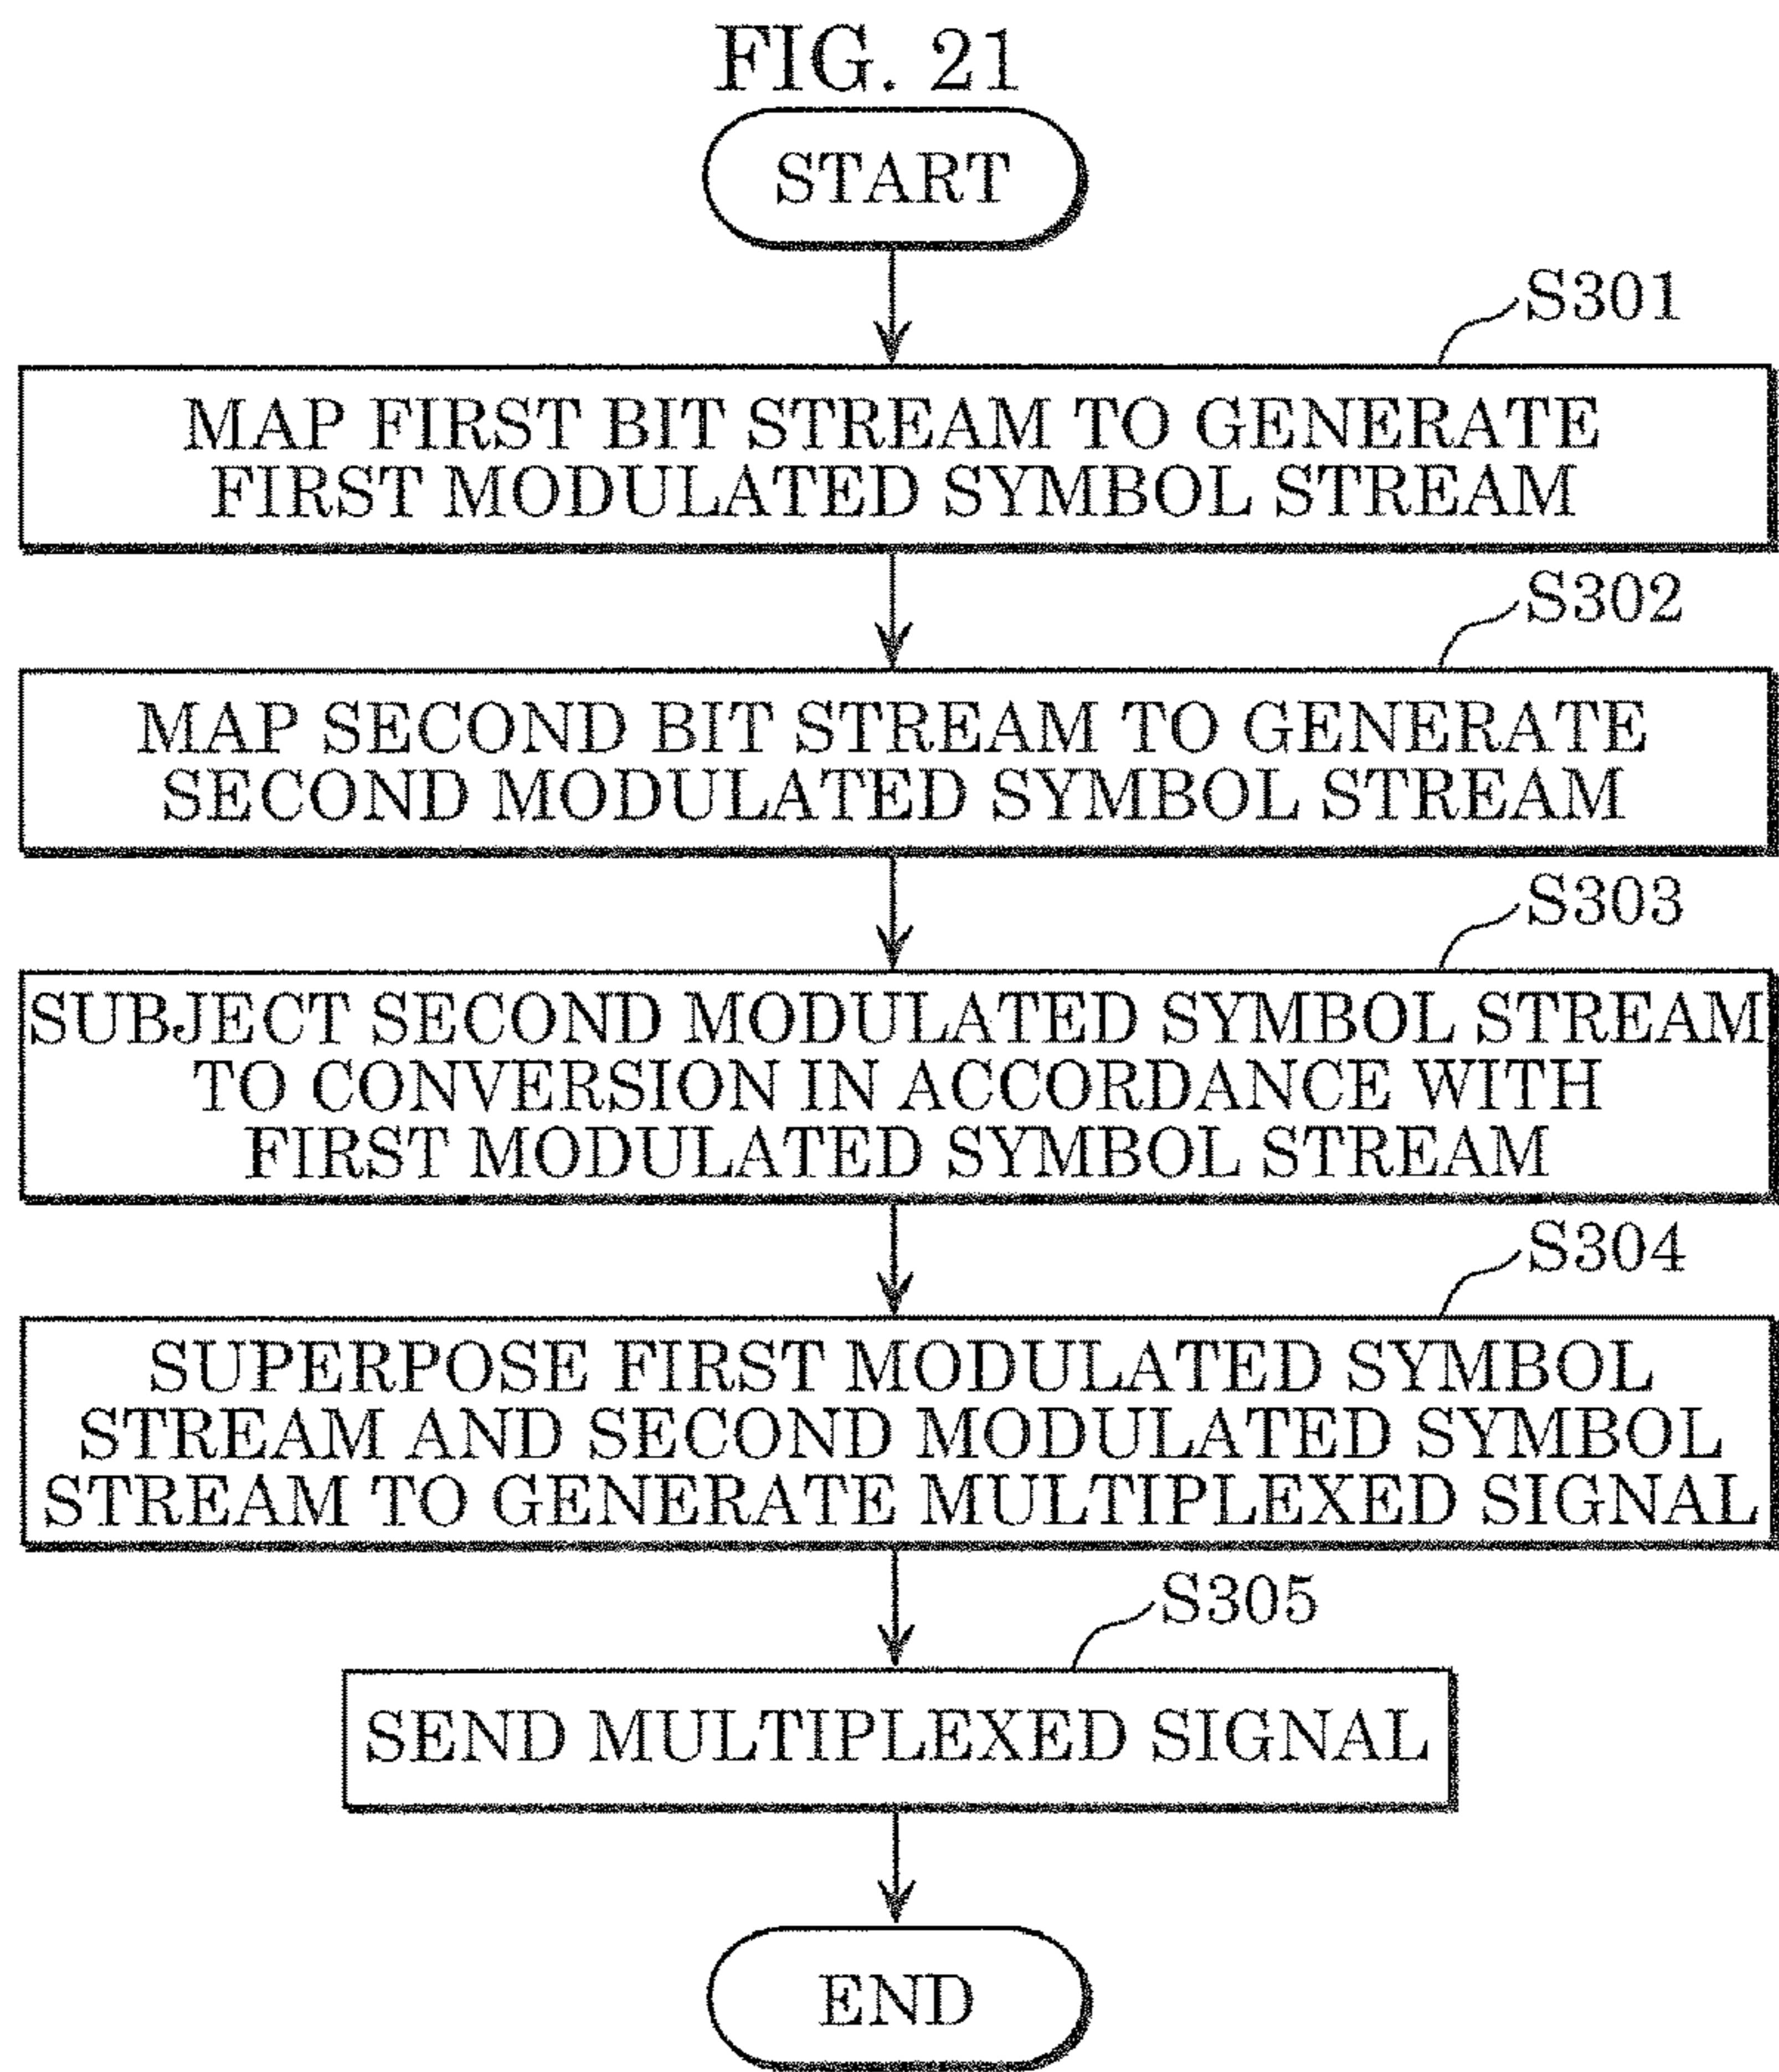 FIG. 21
START
S301
MAP FIRST BIT STREAM TO GENERATE
FIRST MODULATED SYMBOL STREAM
S302
MAP SECOND BIT STREAM TO GENERATE
SECOND MODULATED SYMBOL STREAM
S303
SUBJECT SECOND MODULATED SYMBOL STREAM
TO CONVERSION IN ACCORDANCE WITH
FIRST MODULATED SYMBOL STREAM
S304
SUPERPOSE FIRST MODULATED SYMBOL
STREAM AND SECOND MODULATED SYMBOL
STREAM TO GENERATE MULTIPLEXED SIGNAL
S305
SEND MULTIPLEXED SIGNAL
END